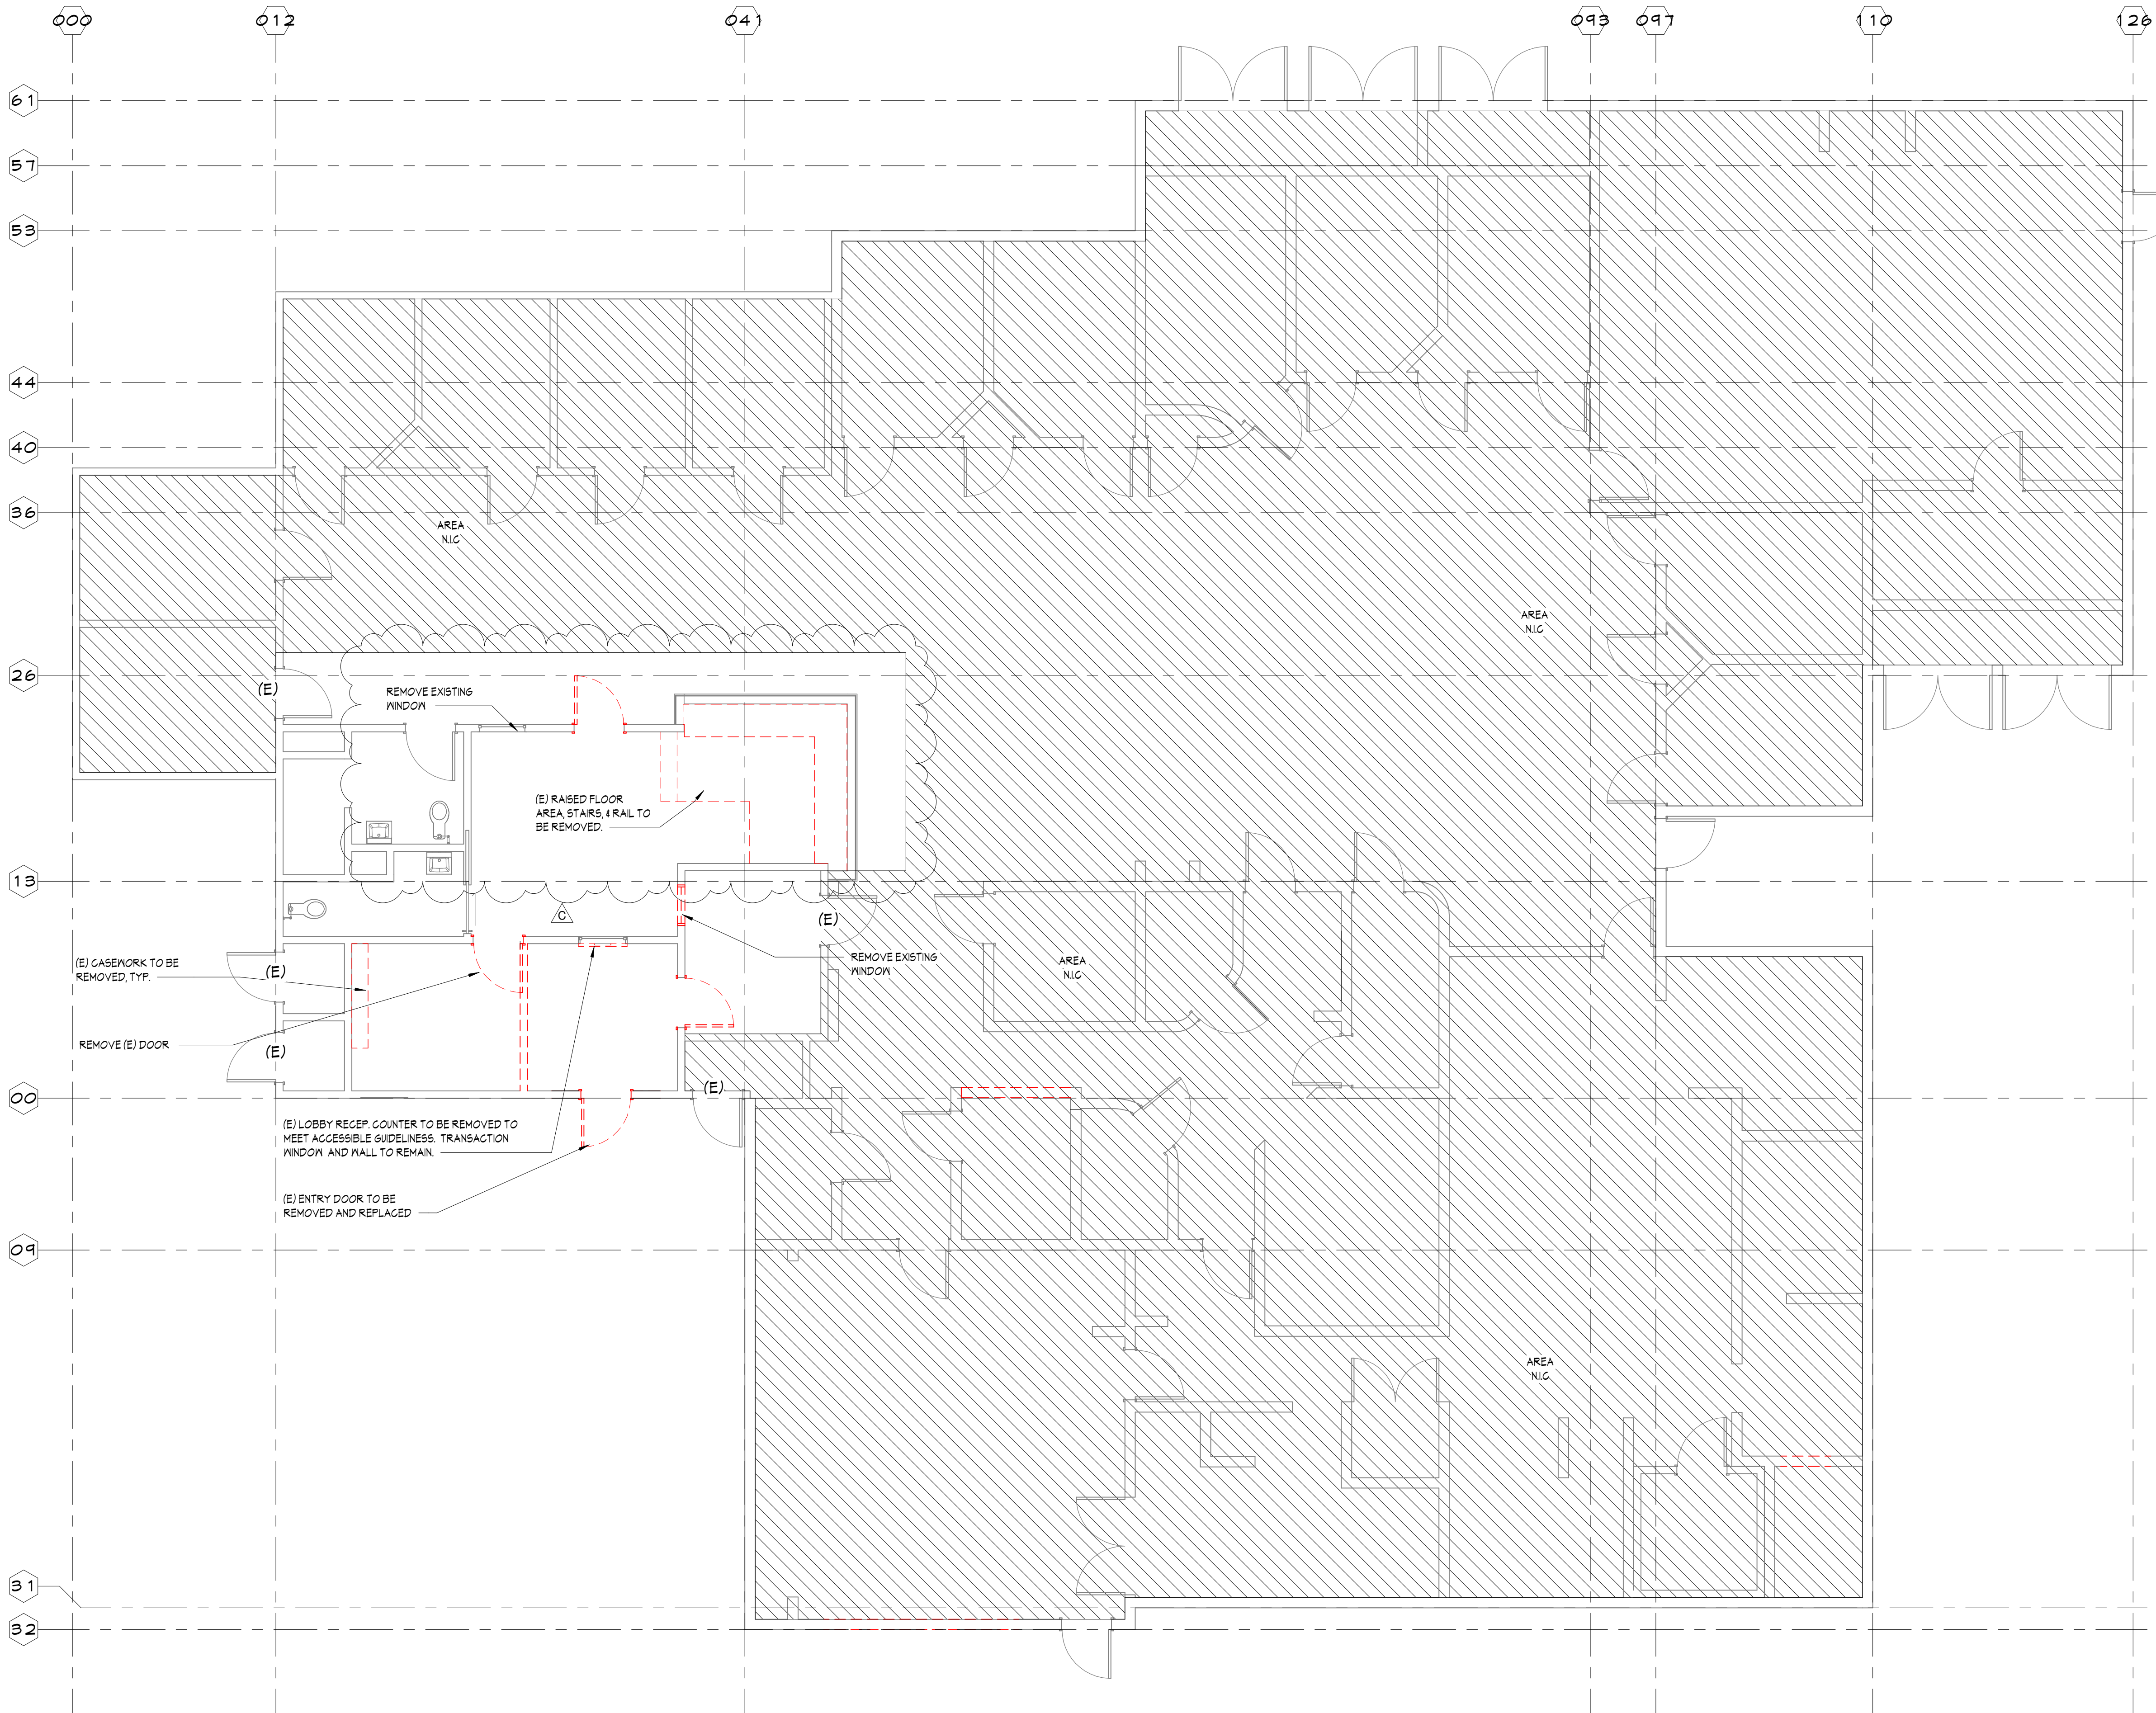 000
012
041
093
097
110
126
61
57
53
44
40
36
26
13
00
09
31
32
AREA
N.I.C
AREA
N.I.C
(E)
REMOVE EXISTING
WINDOW
(E) RAISED FLOOR
AREA, STAIRS, & RAIL TO
BE REMOVED.
C
(E)
REMOVE EXISTING
WINDOW
AREA
N.I.C
(E) CASEWORK TO BE
REMOVED, TYP.
(E)
REMOVE (E) DOOR
(E)
(E)
(E) LOBBY RECEP. COUNTER TO BE REMOVED TO
MEET ACCESSIBLE GUIDELINESS. TRANSACTION
WINDOW AND WALL TO REMAIN.
(E) ENTRY DOOR TO BE
REMOVED AND REPLACED
AREA
N.I.C